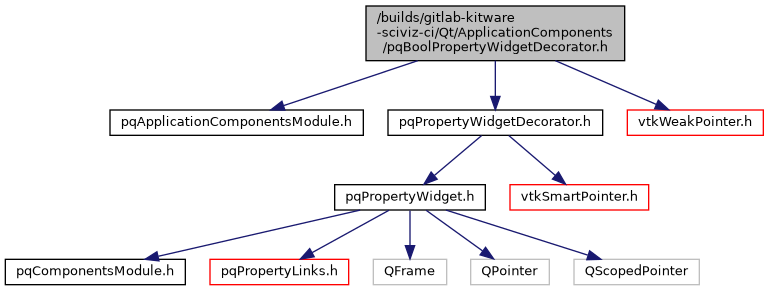 /builds/gitlab-kitware
-sciviz-ci/Qt/ApplicationComponents
/pqBoolPropertyWidgetDecorator.h
pqApplicationComponentsModule.h
pqPropertyWidgetDecorator.h
vtkWeakPointer.h
pqPropertyWidget.h
vtkSmartPointer.h
pqComponentsModule.h
pqPropertyLinks.h
QFrame
QPointer
QScopedPointer